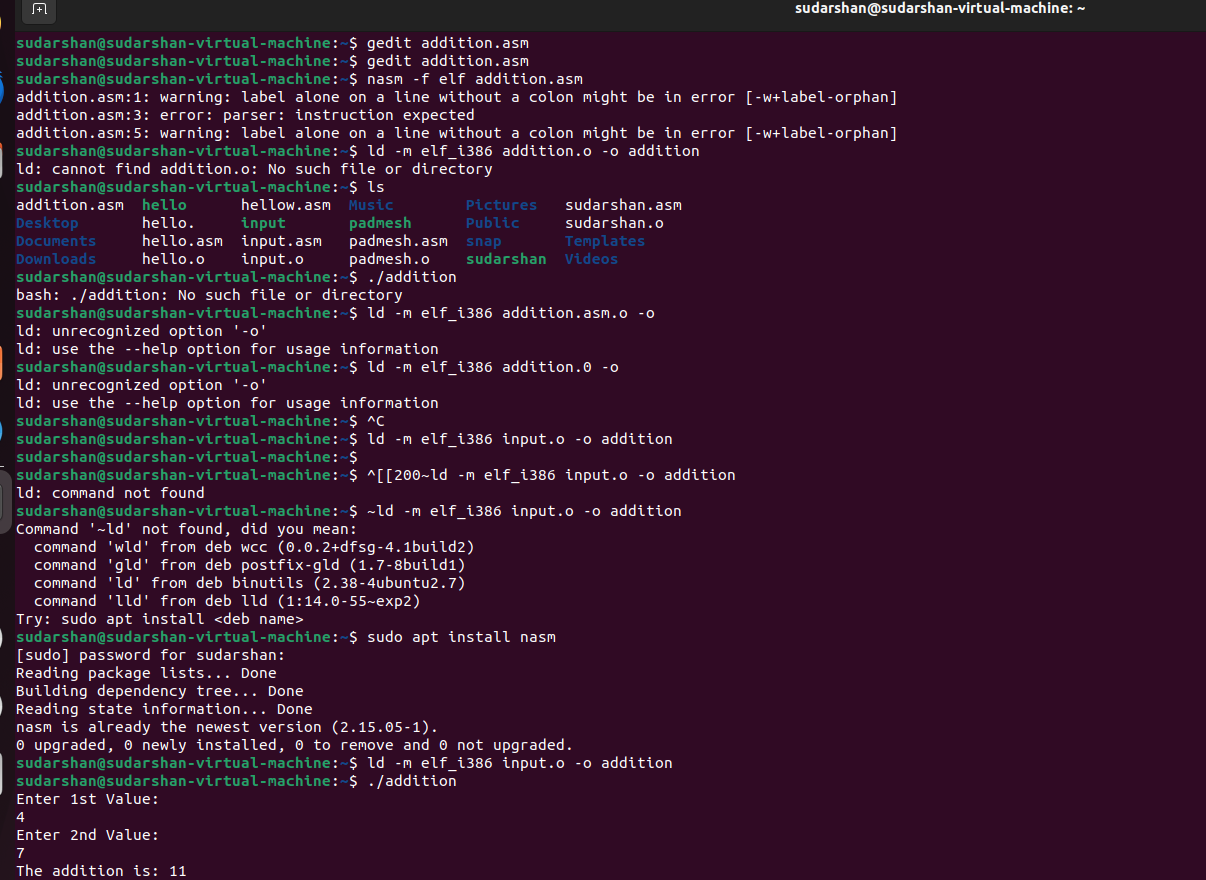 sudarshan@sudarshan-virtual-machine: ~
sudarshan@sudarshan-virtual-machine:~$ gedit addition.asm
sudarshan@sudarshan-virtual-machine:~$ gedit addition.asm
sudarshan@sudarshan-virtual-machine:~$ nasm -f elf addition.asm
addition.asm:1: warning: label alone on a line without a colon might be in error [-w+label-orphan]
addition.asm:3: error: parser: instruction expected
addition.asm:5: warning: label alone on a line without a colon might be in error [-w+label-orphan]
sudarshan@sudarshan-virtual-machine:~$ ld -m elf_i386 addition.o -o addition
ld: cannot find addition.o: No such file or directory
sudarshan@sudarshan-virtual-machine:~$ ls
addition.asm  hello      hellow.asm  Music        Pictures   sudarshan.asm
Desktop       hello.     input       padmesh      Public     sudarshan.o
Documents     hello.asm  input.asm   padmesh.asm  snap       Templates
Downloads     hello.o    input.o     padmesh.o    sudarshan  Videos
sudarshan@sudarshan-virtual-machine:~$ ./addition
bash: ./addition: No such file or directory
sudarshan@sudarshan-virtual-machine:~$ ld -m elf_i386 addition.asm.o -o
ld: unrecognized option '-o'
ld: use the --help option for usage information
sudarshan@sudarshan-virtual-machine:~$ ld -m elf_i386 addition.0 -o
ld: unrecognized option '-o'
ld: use the --help option for usage information
sudarshan@sudarshan-virtual-machine:~$ ^C
sudarshan@sudarshan-virtual-machine:~$ ld -m elf_i386 input.o -o addition
sudarshan@sudarshan-virtual-machine:~$
sudarshan@sudarshan-virtual-machine:~$ ^[[200~ld -m elf_i386 input.o -o addition
ld: command not found
sudarshan@sudarshan-virtual-machine:~$ ~ld -m elf_i386 input.o -o addition
Command '~ld' not found, did you mean:
  command 'wld' from deb wcc (0.0.2+dfsg-4.1build2)
  command 'gld' from deb postfix-gld (1.7-8build1)
  command 'ld' from deb binutils (2.38-4ubuntu2.7)
  command 'lld' from deb lld (1:14.0-55~exp2)
Try: sudo apt install <deb name>
sudarshan@sudarshan-virtual-machine:~$ sudo apt install nasm
[sudo] password for sudarshan:
Reading package lists... Done
Building dependency tree... Done
Reading state information... Done
nasm is already the newest version (2.15.05-1).
0 upgraded, 0 newly installed, 0 to remove and 0 not upgraded.
sudarshan@sudarshan-virtual-machine:~$ ld -m elf_i386 input.o -o addition
sudarshan@sudarshan-virtual-machine:~$ ./addition
Enter 1st Value:
4
Enter 2nd Value:
7
The addition is: 11